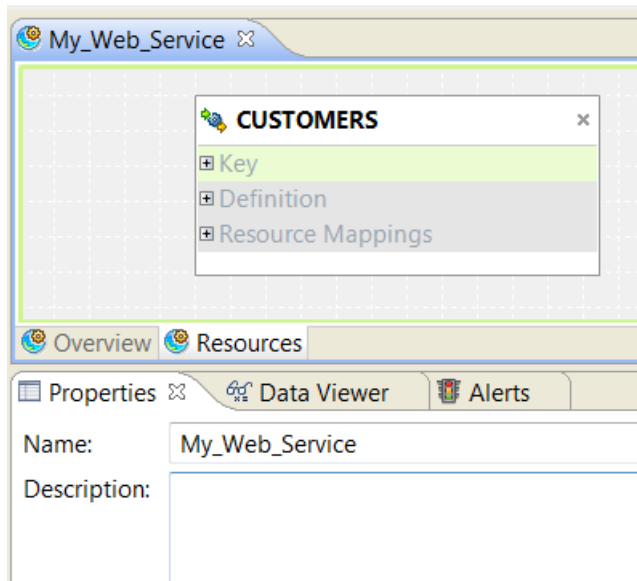 My_Web_Service
CUSTOMERS
Key
Definition
Resource Mappings
Overview Resources
Properties Data Viewer Alerts
Name: My_Web_Service
Description: